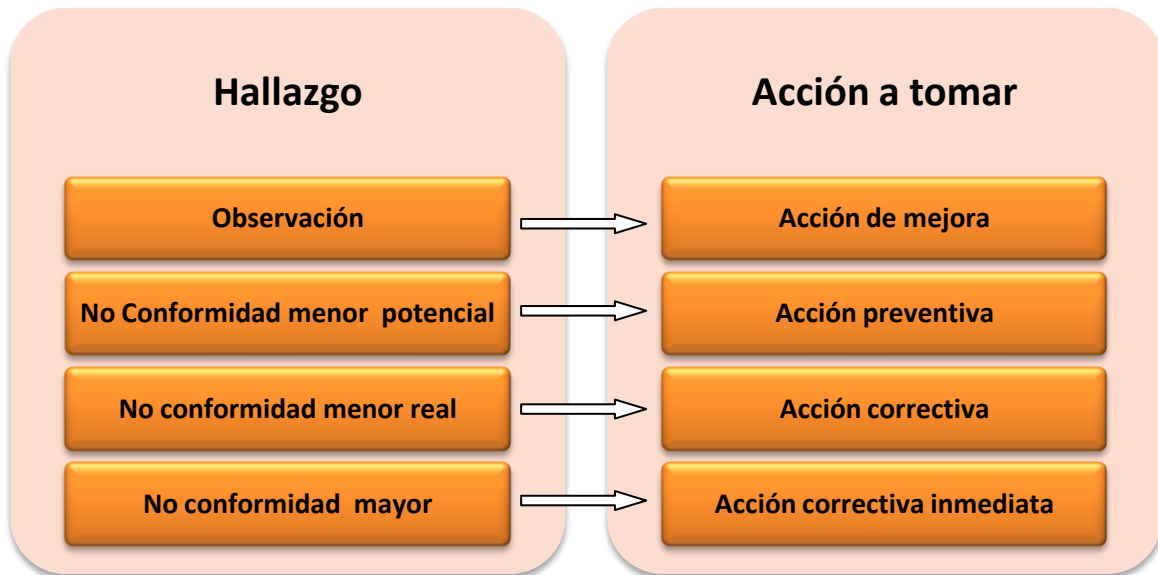 Hallazgo
Acción a tomar
Observación
Acción de mejora
No Conformidad menor potencial
Acción preventiva
No conformidad menor real
Acción correctiva
No conformidad mayor
Acción correctiva inmediata